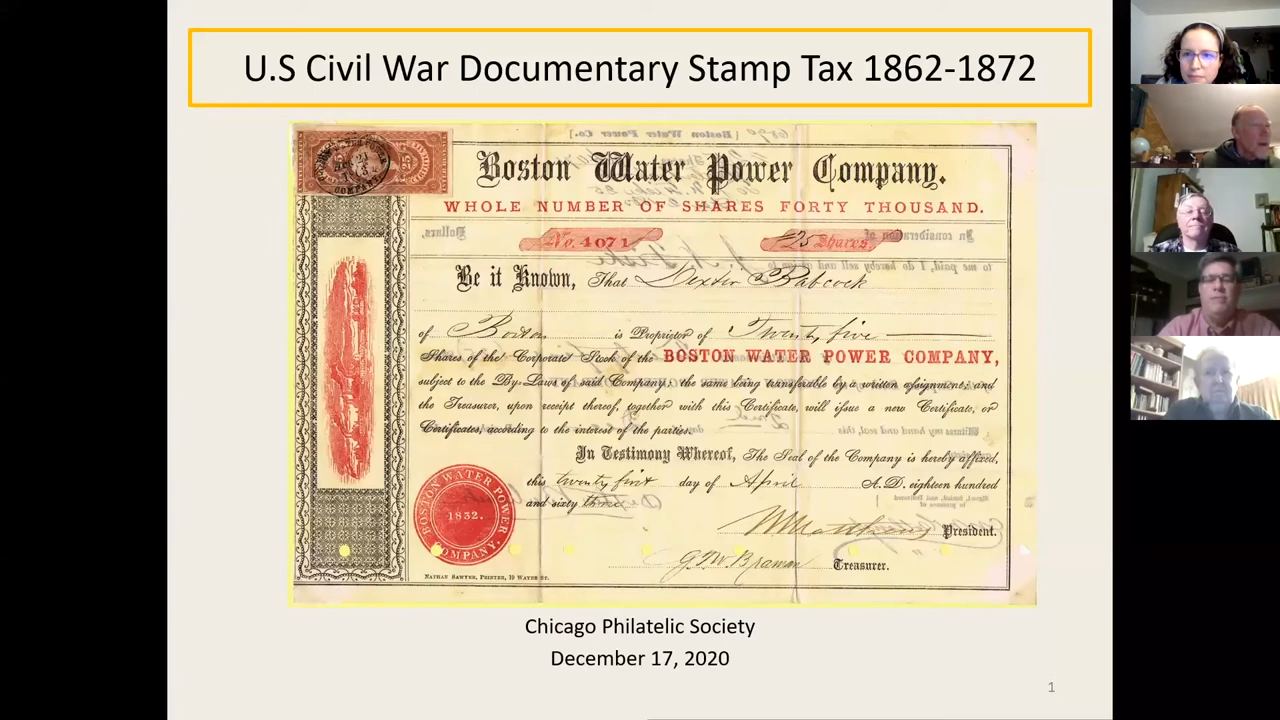 U.S Civil War Documentary Stamp Tax 1862-1872
Boston Water Power Company.
WHOLE NUMBER OF SHARES FORTY THOUSAND.
No. 4071 25 Shares
Be it Known, That Dexter Babcock
of Boston is Proprietor of Twenty five
Shares of the Corporate Stock of the BOSTON WATER POWER COMPANY,
subject to the By-Laws of said Company; the same being transferable by a written assignment; and
the Treasurer, upon receipt thereof, together with this Certificate, will issue a new Certificate, or
Certificates, according to the interest of the parties.
In Testimony Whereof, The Seal of the Company is hereby affixed,
this twenty first day of April A. D. eighteen hundred
and sixty three
BOSTON WATER POWER COMPANY.
1832.
President.
Treasurer.
NATHAN SAWYER, PRINTER, 19 WATER ST.
Chicago Philatelic Society
December 17, 2020
1